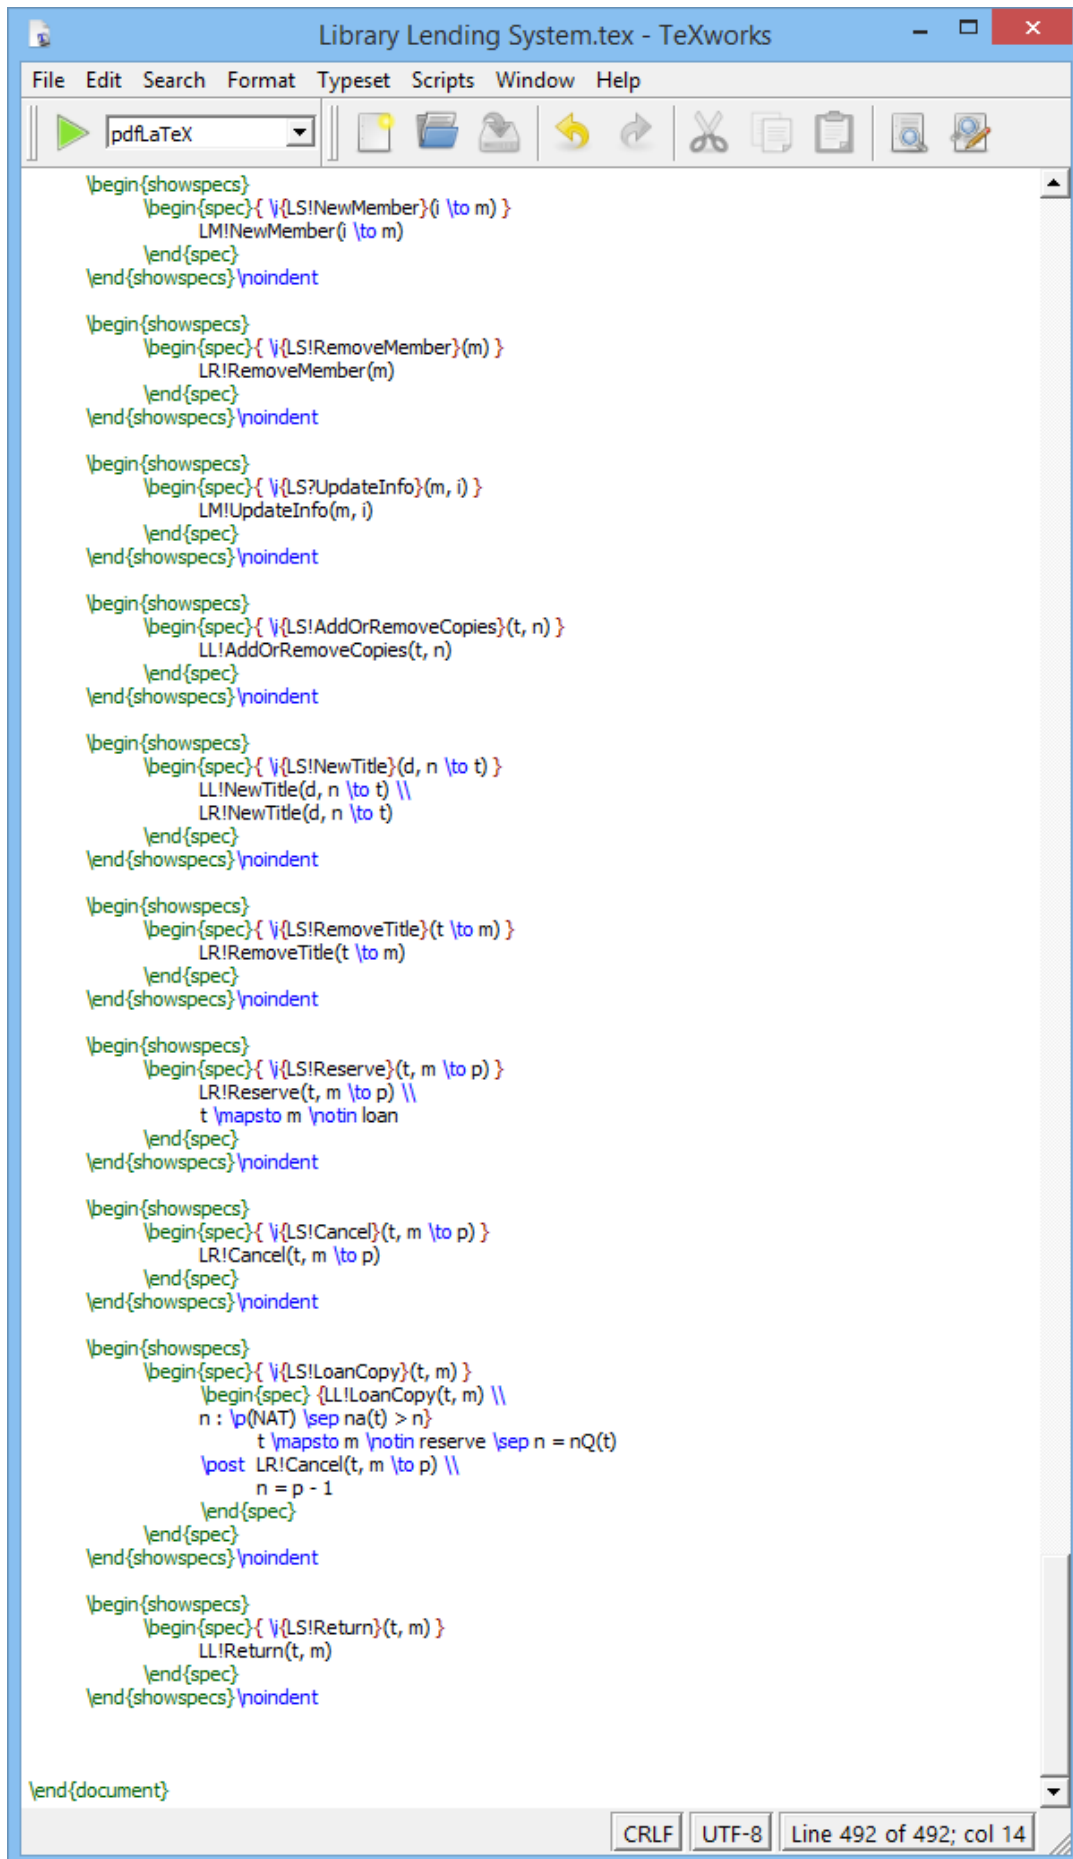 Library Lending System.tex - TeXworks
File Edit Search Format Typeset Scripts Window Help
pdfLaTeX
\begin{showspecs}
\begin{spec}{ \i{LS!NewMember}(i \to m) }
LM!NewMember(i \to m)
\end{spec}
\end{showspecs}\noindent
\begin{showspecs}
\begin{spec}{ \i{LS!RemoveMember}(m) }
LR!RemoveMember(m)
\end{spec}
\end{showspecs}\noindent
\begin{showspecs}
\begin{spec}{ \i{LS?UpdateInfo}(m, i) }
LM!UpdateInfo(m, i)
\end{spec}
\end{showspecs}\noindent
\begin{showspecs}
\begin{spec}{ \i{LS!AddOrRemoveCopies}(t, n) }
LL!AddOrRemoveCopies(t, n)
\end{spec}
\end{showspecs}\noindent
\begin{showspecs}
\begin{spec}{ \i{LS!NewTitle}(d, n \to t) }
LL!NewTitle(d, n \to t) \\
LR!NewTitle(d, n \to t)
\end{spec}
\end{showspecs}\noindent
\begin{showspecs}
\begin{spec}{ \i{LS!RemoveTitle}(t \to m) }
LR!RemoveTitle(t \to m)
\end{spec}
\end{showspecs}\noindent
\begin{showspecs}
\begin{spec}{ \i{LS!Reserve}(t, m \to p) }
LR!Reserve(t, m \to p) \\
t \mapsto m \notin loan
\end{spec}
\end{showspecs}\noindent
\begin{showspecs}
\begin{spec}{ \i{LS!Cancel}(t, m \to p) }
LR!Cancel(t, m \to p)
\end{spec}
\end{showspecs}\noindent
\begin{showspecs}
\begin{spec}{ \i{LS!LoanCopy}(t, m) }
\begin{spec} {LL!LoanCopy(t, m) \\
n : \p(NAT) \sep na(t) > n}
t \mapsto m \notin reserve \sep n = nQ(t)
\post LR!Cancel(t, m \to p) \\
n = p - 1
\end{spec}
\end{spec}
\end{showspecs}\noindent
\begin{showspecs}
\begin{spec}{ \i{LS!Return}(t, m) }
LL!Return(t, m)
\end{spec}
\end{showspecs}\noindent
\end{document}
CRLF UTF-8 Line 492 of 492; col 14